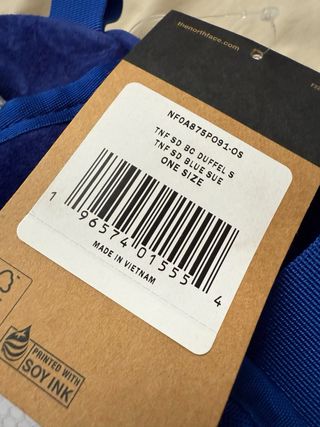 thenorthface.com
NF0A875PO91-OS
TNF SD BC DUFFEL S
TNF SD BLUE SUE
ONE SIZE
1 96574 01555 4
MADE IN VIETNAM
PRINTED WITH
SOY INK